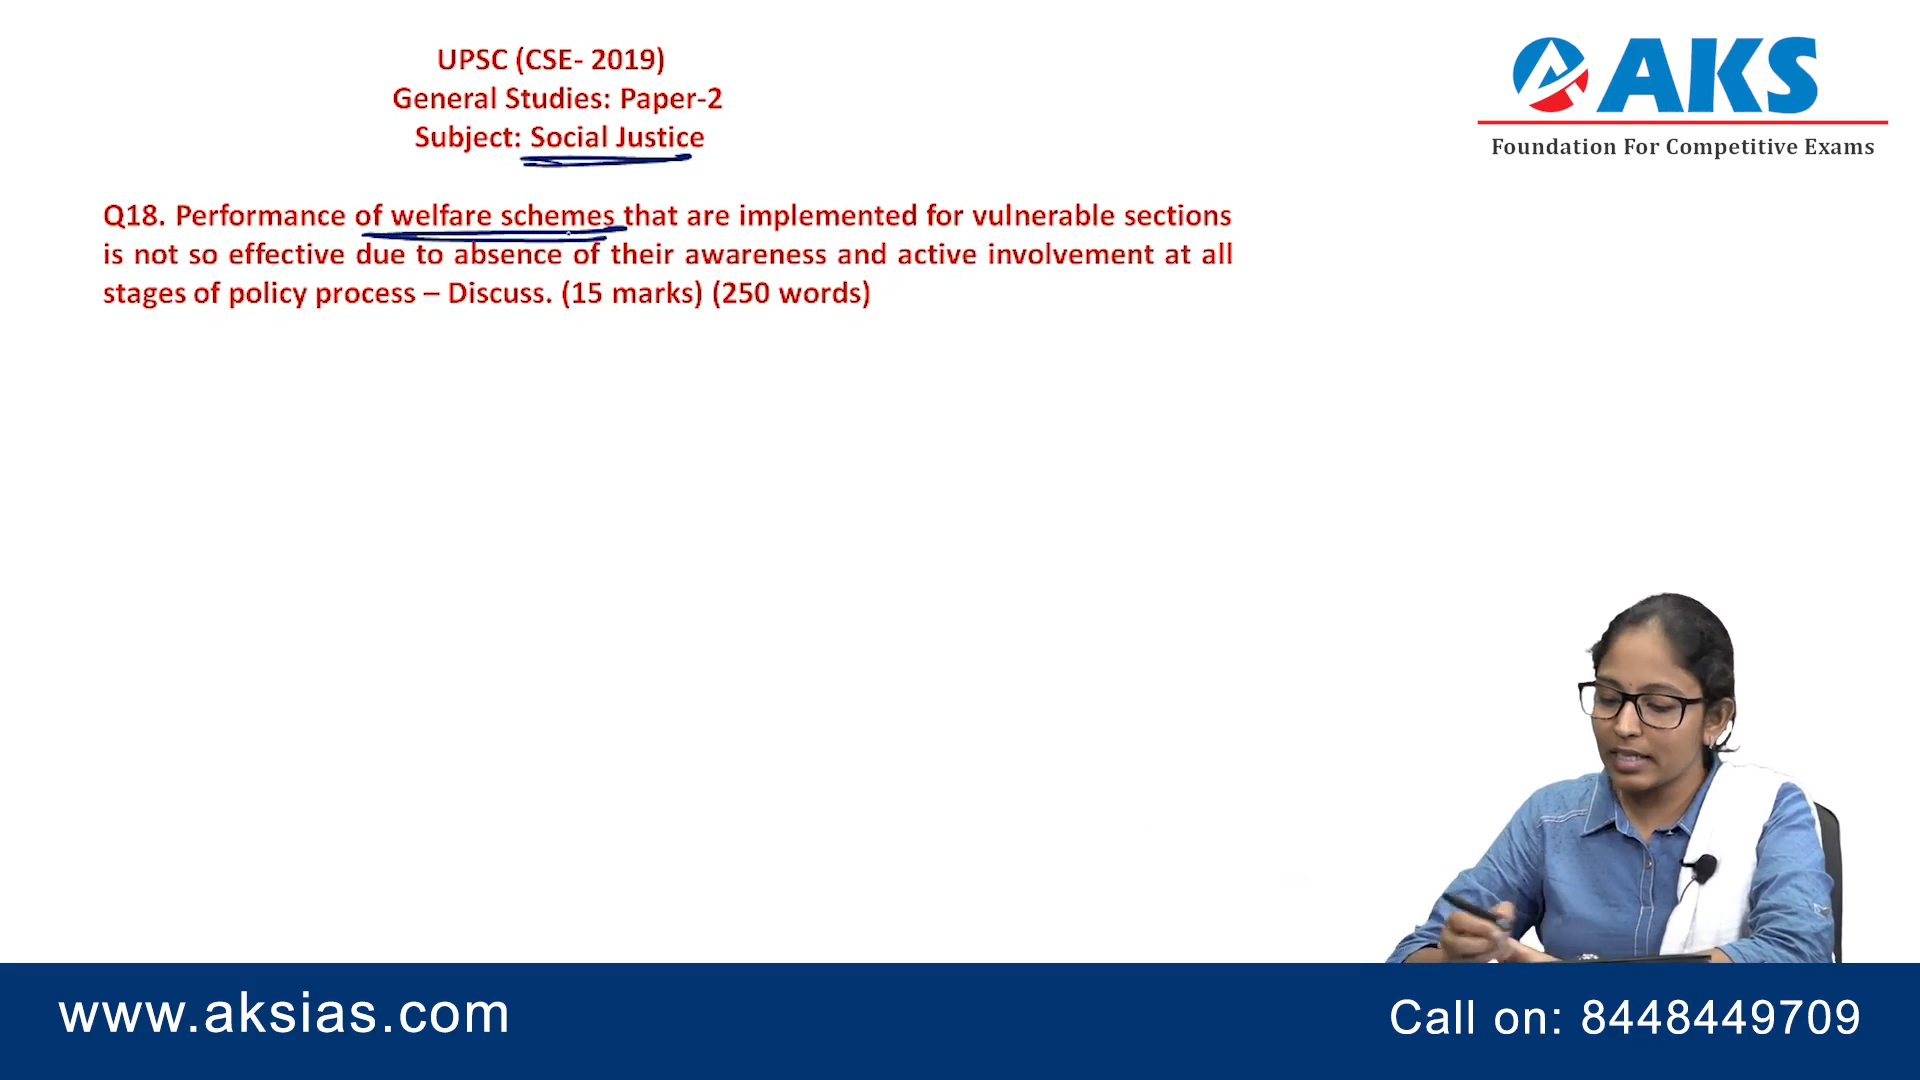 UPSC (CSE- 2019)
General Studies: Paper-2
Subject: Social Justice
AKS
Foundation For Competitive Exams
Q18. Performance of welfare schemes that are implemented for vulnerable sections
is not so effective due to absence of their awareness and active involvement at all
stages of policy process – Discuss. (15 marks) (250 words)
www.aksias.com
Call on: 8448449709